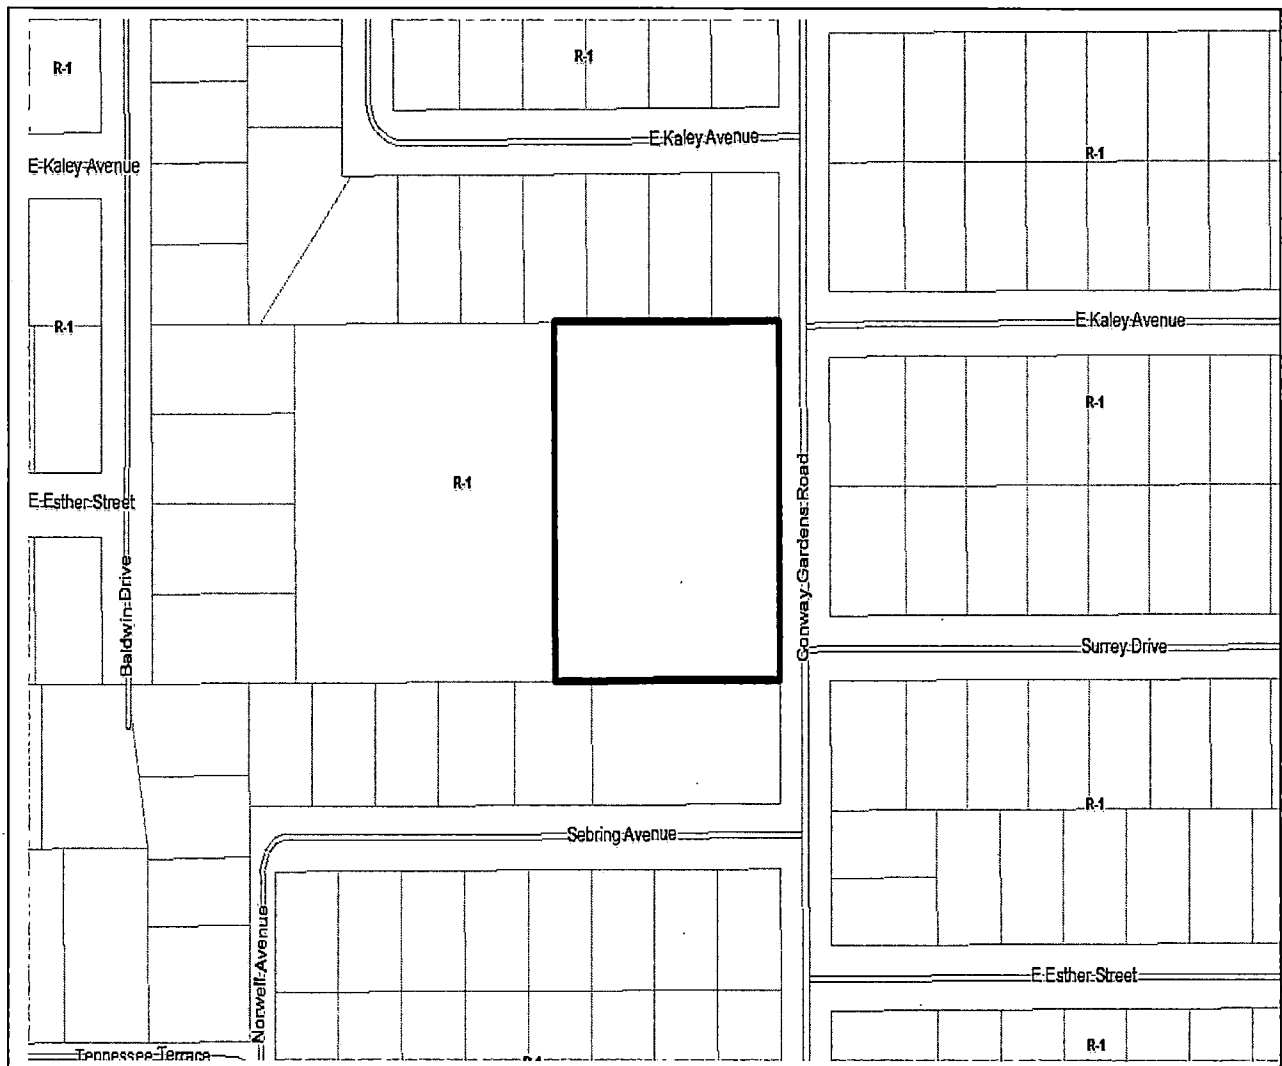 R-1
R-1
E Kaley Avenue
R-1
E Kaley Avenue
E Kaley Avenue
R-1
R-1
R-1
E Esther Street
Conway Gardens Road
Baldwin Drive
Surrey Drive
R-1
Sebring Avenue
Norwell Avenue
E Esther Street
R-1
Tennessee Terrace
R-1